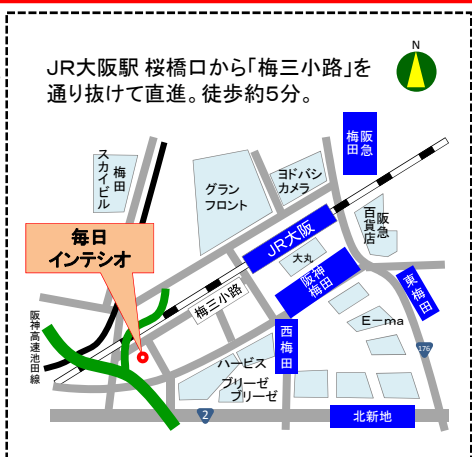 JR大阪駅 桜橋口から「梅三小路」を
通り抜けて直進。徒歩約5分。
N
阪急
梅田
梅田
スカイビル
ヨドバシ
カメラ
グラン
フロント
阪急
百貨店
毎日
インテシオ
JR大阪
大丸
阪神
梅田
梅三小路
東梅田
阪神高速池田線
西梅田
E-ma
176
ハービス
ブリーゼ
ブリーゼ
2
北新地